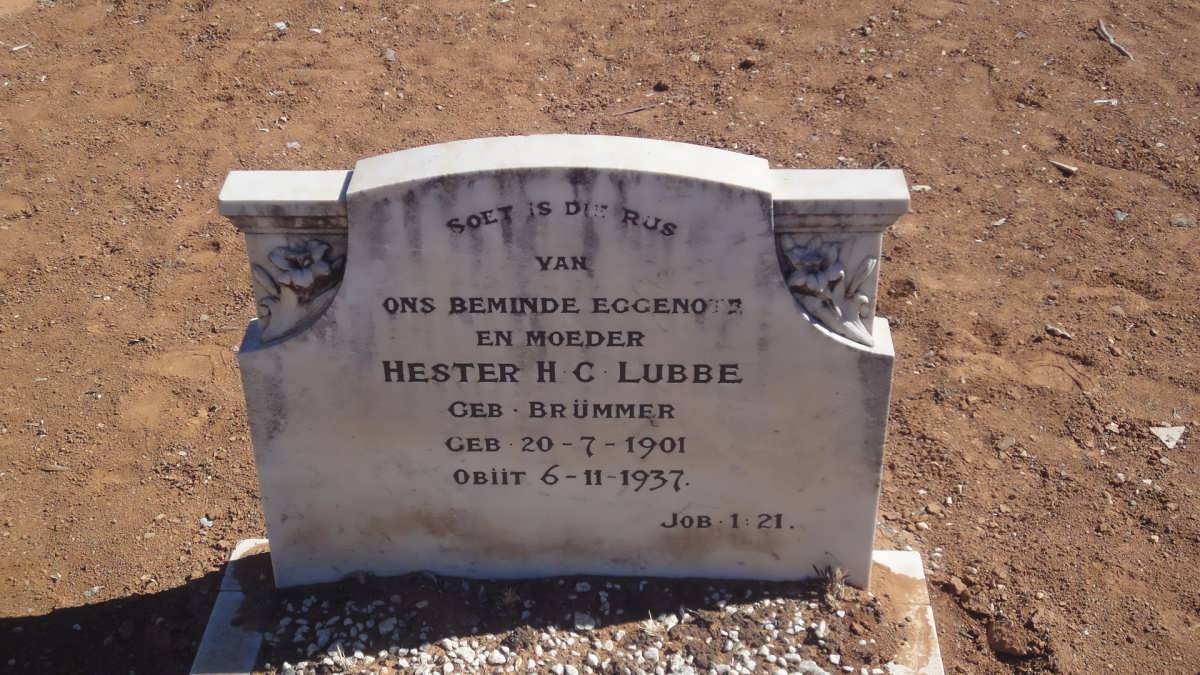 SOET IS DIE RUS
VAN
ONS BEMINDE EGGENOTE
EN MOEDER
HESTER H·C·LUBBE
GEB·BRÜMMER
GEB·20-7-1901
OBIIT 6-11-1937.
JOB·1:21.